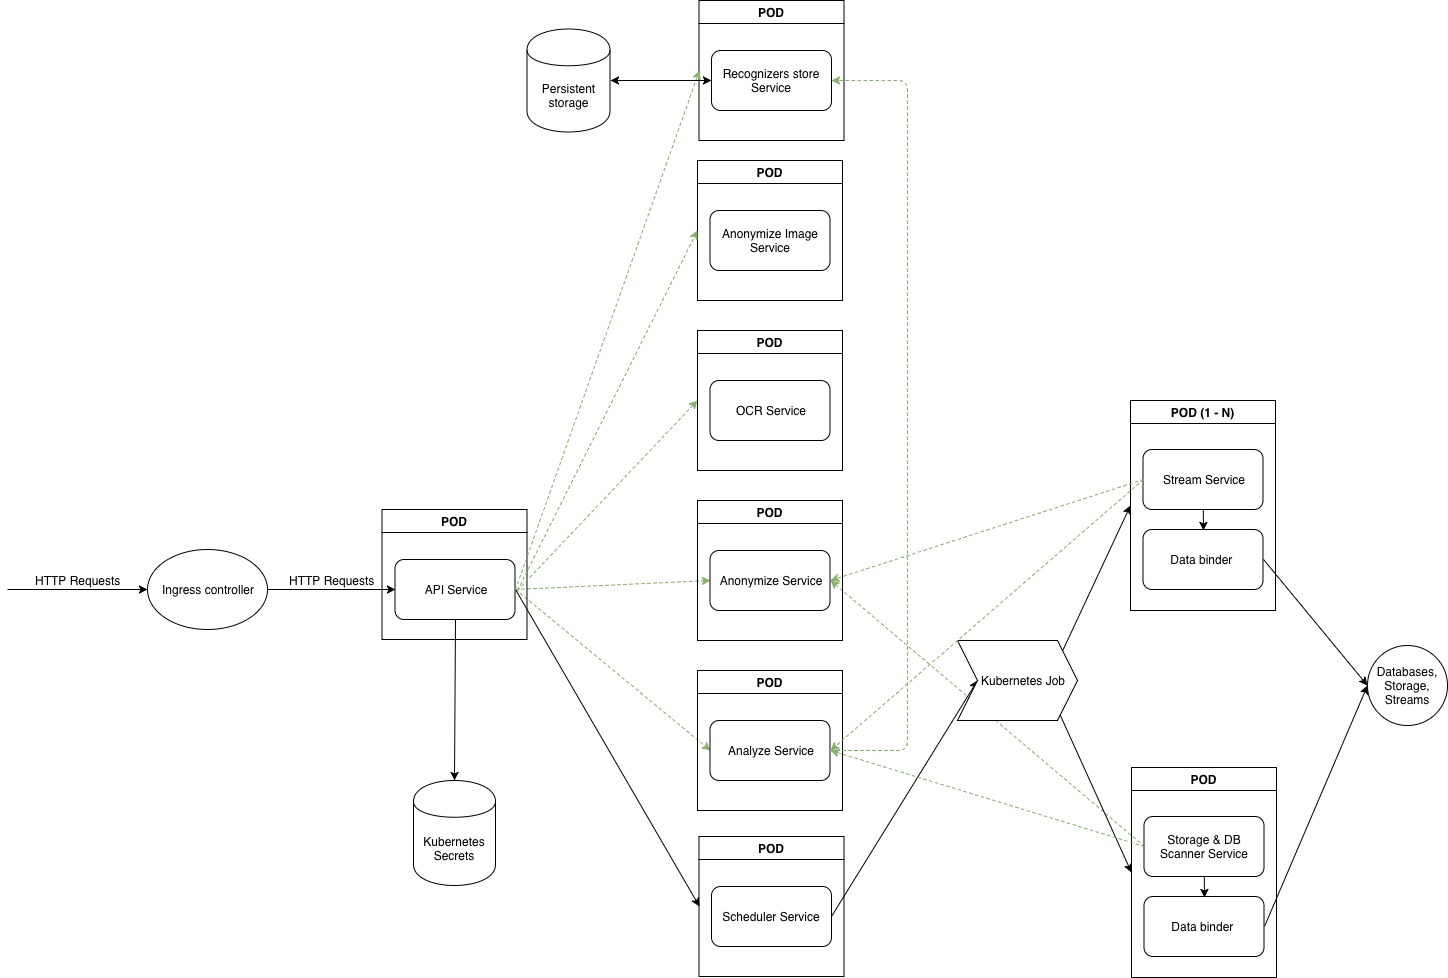 POD
Recognizers store
Service
Persistent
storage
POD
Anonymize Image
Service
POD
OCR Service
POD (1 - N)
Stream Service
Data binder
POD
Anonymize Service
POD
API Service
HTTP Requests
Ingress controller
HTTP Requests
POD
Analyze Service
Kubernetes Job
Databases,
Storage,
Streams
Kubernetes
Secrets
POD
Scheduler Service
POD
Storage & DB
Scanner Service
Data binder